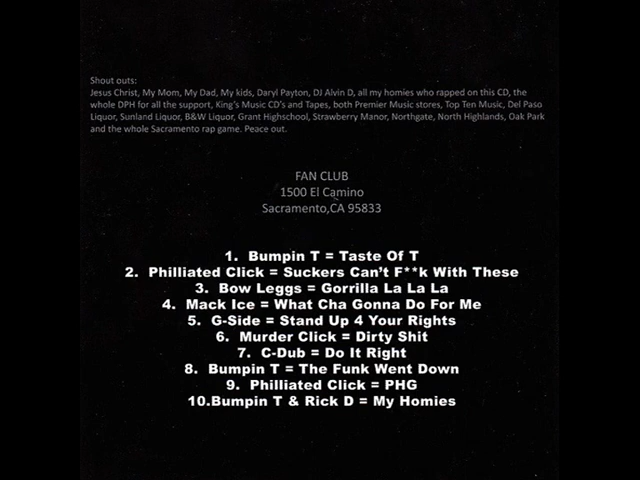 Shout outs:
Jesus Christ, My Mom, My Dad, My kids, Daryl Payton, DJ Alvin D, all my homies who rapped on this CD, the
whole DPH for all the support, King's Music CD's and Tapes, both Premier Music stores, Top Ten Music, Del Paso
Liquor, Sunland Liquor, B&W Liquor, Grant Highschool, Strawberry Manor, Northgate, North Highlands, Oak Park
and the whole Sacramento rap game. Peace out.
FAN CLUB
1500 El Camino
Sacramento,CA 95833
1. Bumpin T = Taste Of T
2. Philliated Click = Suckers Can't F**k With These
3. Bow Leggs = Gorrilla La La La
4. Mack Ice = What Cha Gonna Do For Me
5. G-Side = Stand Up 4 Your Rights
6. Murder Click = Dirty Shit
7. C-Dub = Do It Right
8. Bumpin T = The Funk Went Down
9. Philliated Click = PHG
10.Bumpin T & Rick D = My Homies